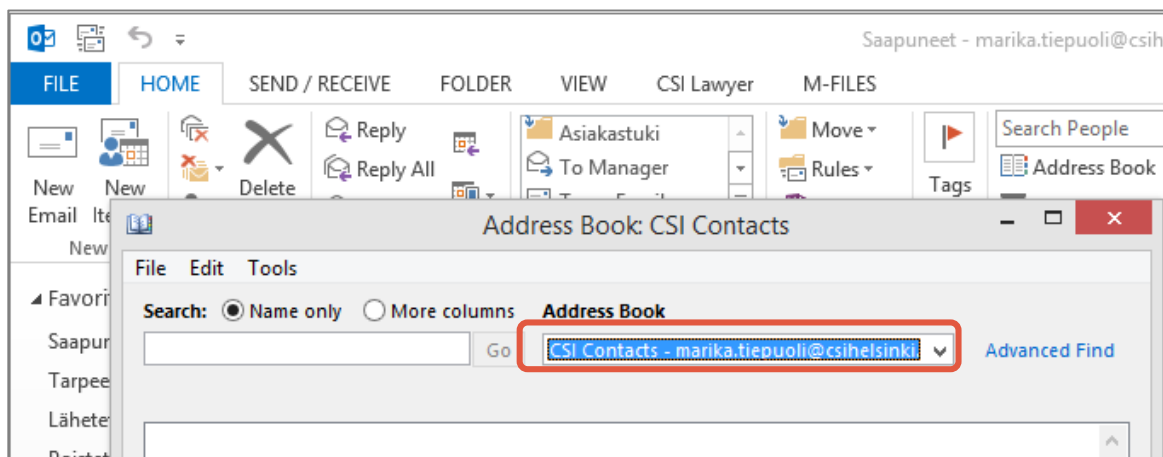 Saapuneet - marika.tiepuoli@csih
FILE HOME SEND / RECEIVE FOLDER VIEW CSI Lawyer M-FILES
Reply
Reply All
Delete
New Email
New Ite
New
Asiakastuki
To Manager
Move
Rules
Tags
Search People
Address Book
Address Book: CSI Contacts
File Edit Tools
Search: Name only More columns Address Book
Go CSI Contacts - marika.tiepuoli@csihelsinki Advanced Find
Favori
Saapur
Tarpee
Lähete